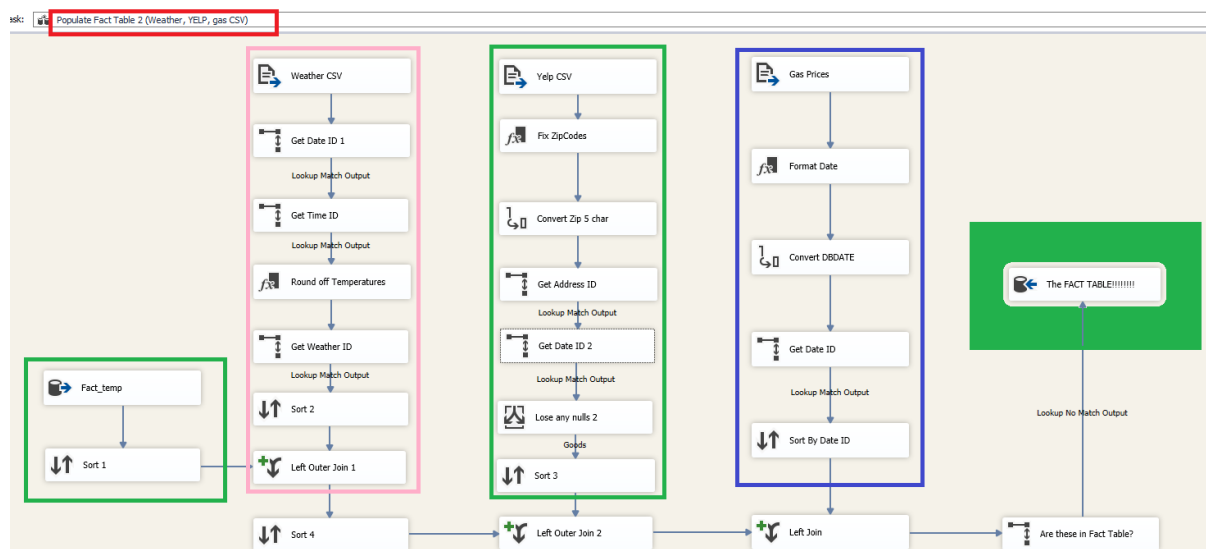 ask:
Populate Fact Table 2 (Weather, YELP, gas CSV)
Weather CSV
Get Date ID 1
Lookup Match Output
Get Time ID
Lookup Match Output
Round off Temperatures
Get Weather ID
Lookup Match Output
Sort 2
Left Outer Join 1
Sort 4
Fact_temp
Sort 1
Yelp CSV
Fix ZipCodes
Convert Zip 5 char
Get Address ID
Lookup Match Output
Get Date ID 2
Lookup Match Output
Lose any nulls 2
Goods
Sort 3
Left Outer Join 2
Gas Prices
Format Date
Convert DBDATE
Get Date ID
Lookup Match Output
Sort By Date ID
Left Join
The FACT TABLE!!!!!!!!
Lookup No Match Output
Are these in Fact Table?